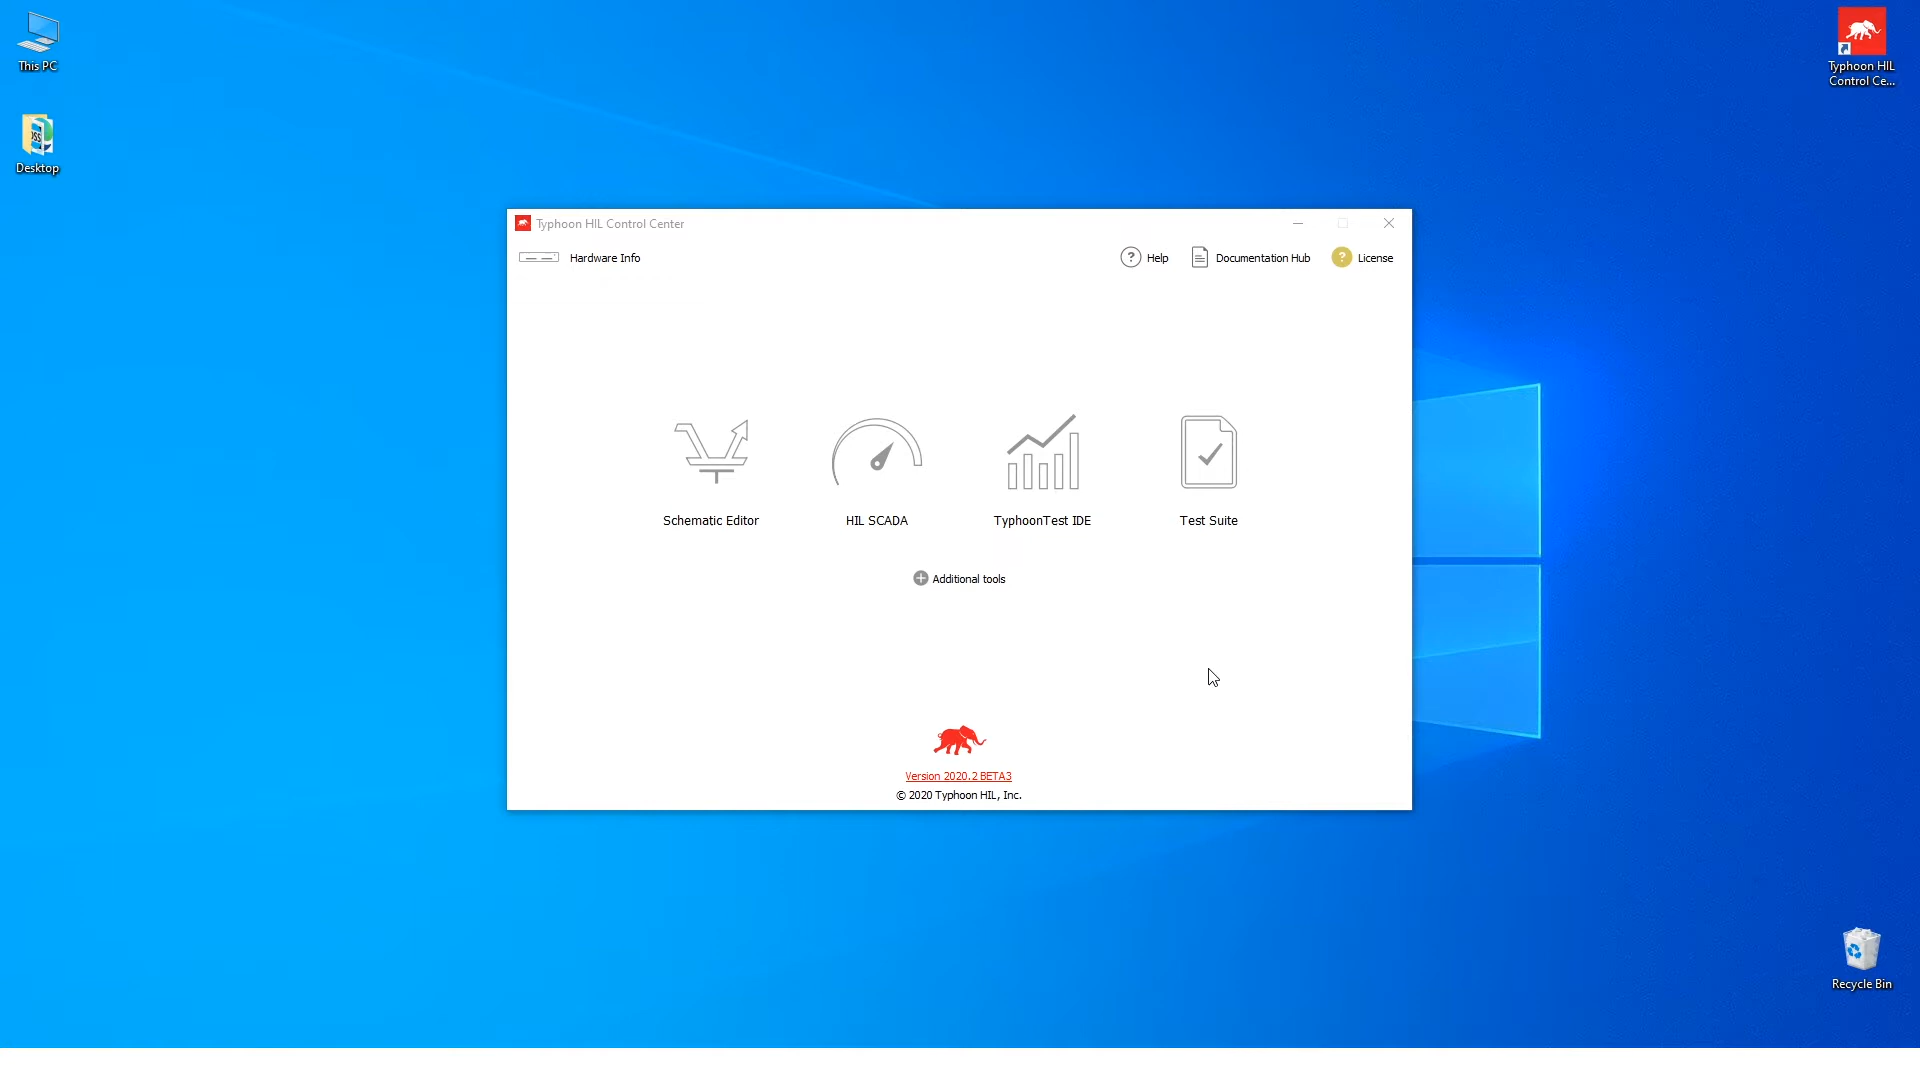 This PC
Typhoon HIL
Control Ce...
Desktop
Typhoon HIL Control Center
Hardware Info
? Help
Documentation Hub
? License
Schematic Editor
HIL SCADA
TyphoonTest IDE
Test Suite
Additional tools
Version 2020.2 BETA3
© 2020 Typhoon HIL, Inc.
Recycle Bin